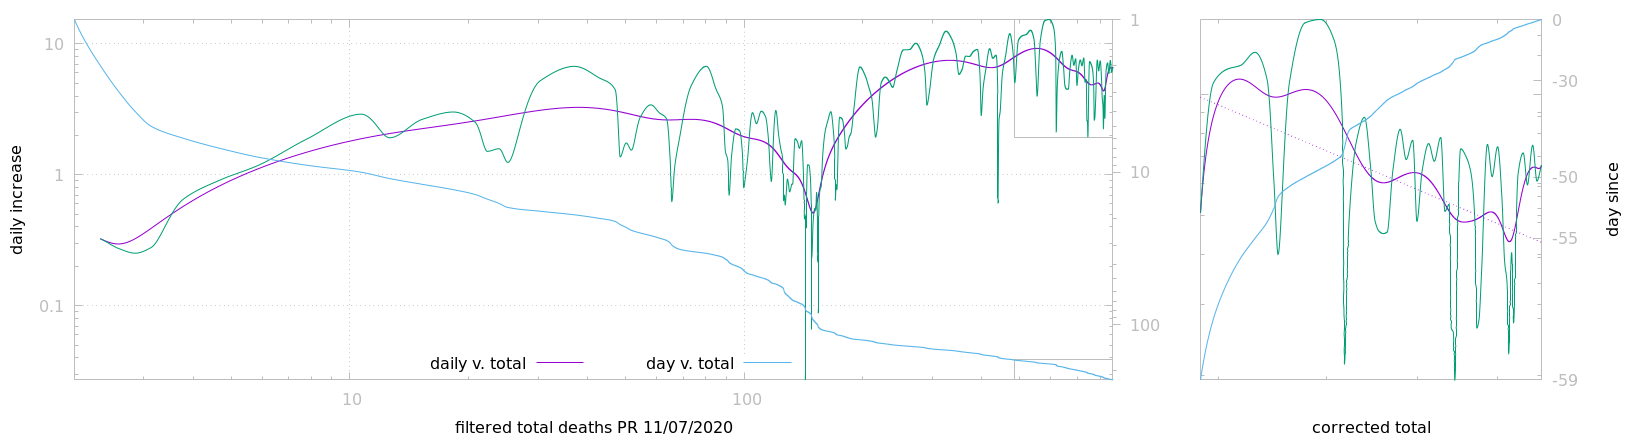 daily increase
10
1
0.1
daily v. total
day v. total
10
100
filtered total deaths PR 11/07/2020
1
10
100
0
-30
-50
-55
-59
day since
corrected total